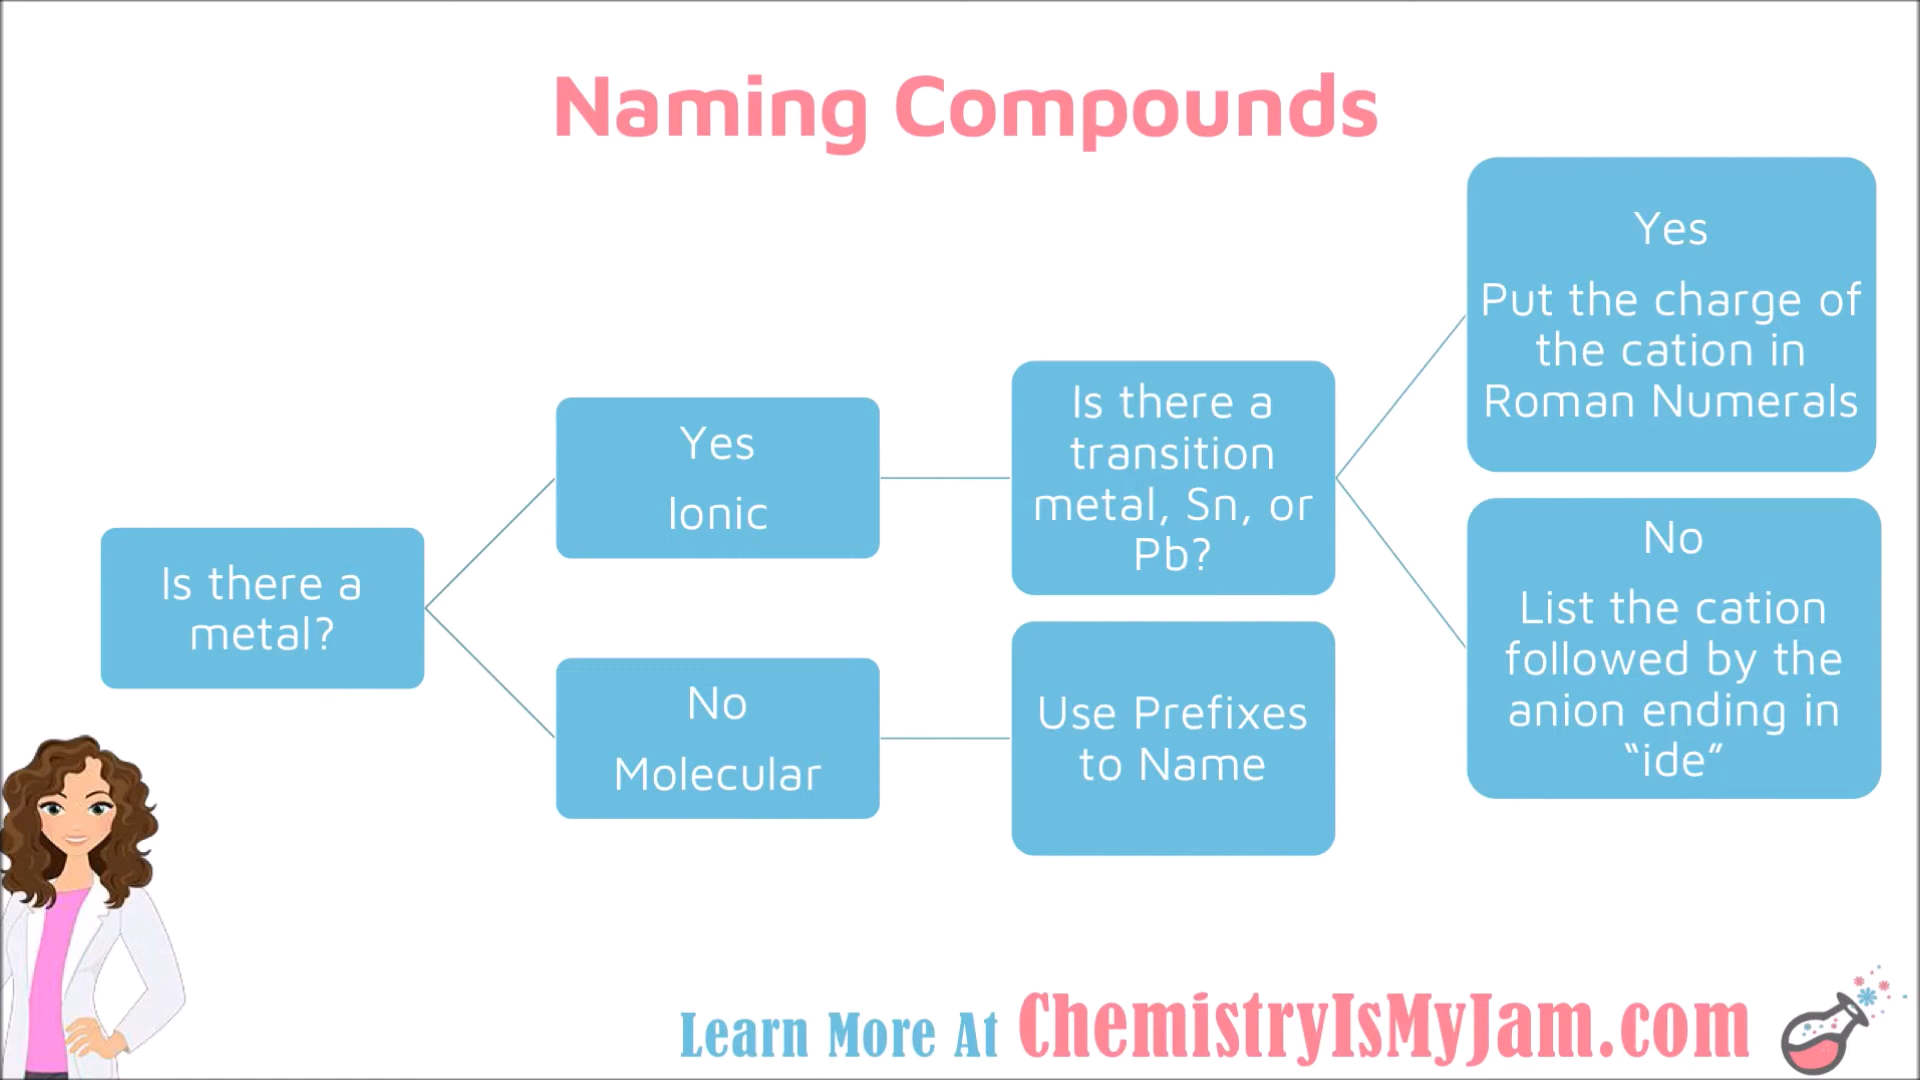 Naming Compounds
Is there a
metal?
Yes
Ionic
No
Molecular
Is there a
transition
metal, Sn, or
Pb?
Use Prefixes
to Name
Yes
Put the charge of
the cation in
Roman Numerals
No
List the cation
followed by the
anion ending in
“ide”
Learn More At ChemistryIsMyJam.com